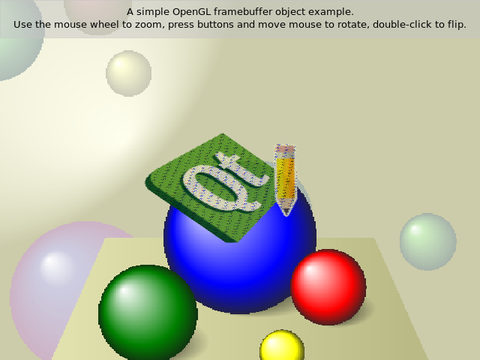 A simple OpenGL framebuffer object example.
Use the mouse wheel to zoom, press buttons and move mouse to rotate, double-click to flip.
Qt